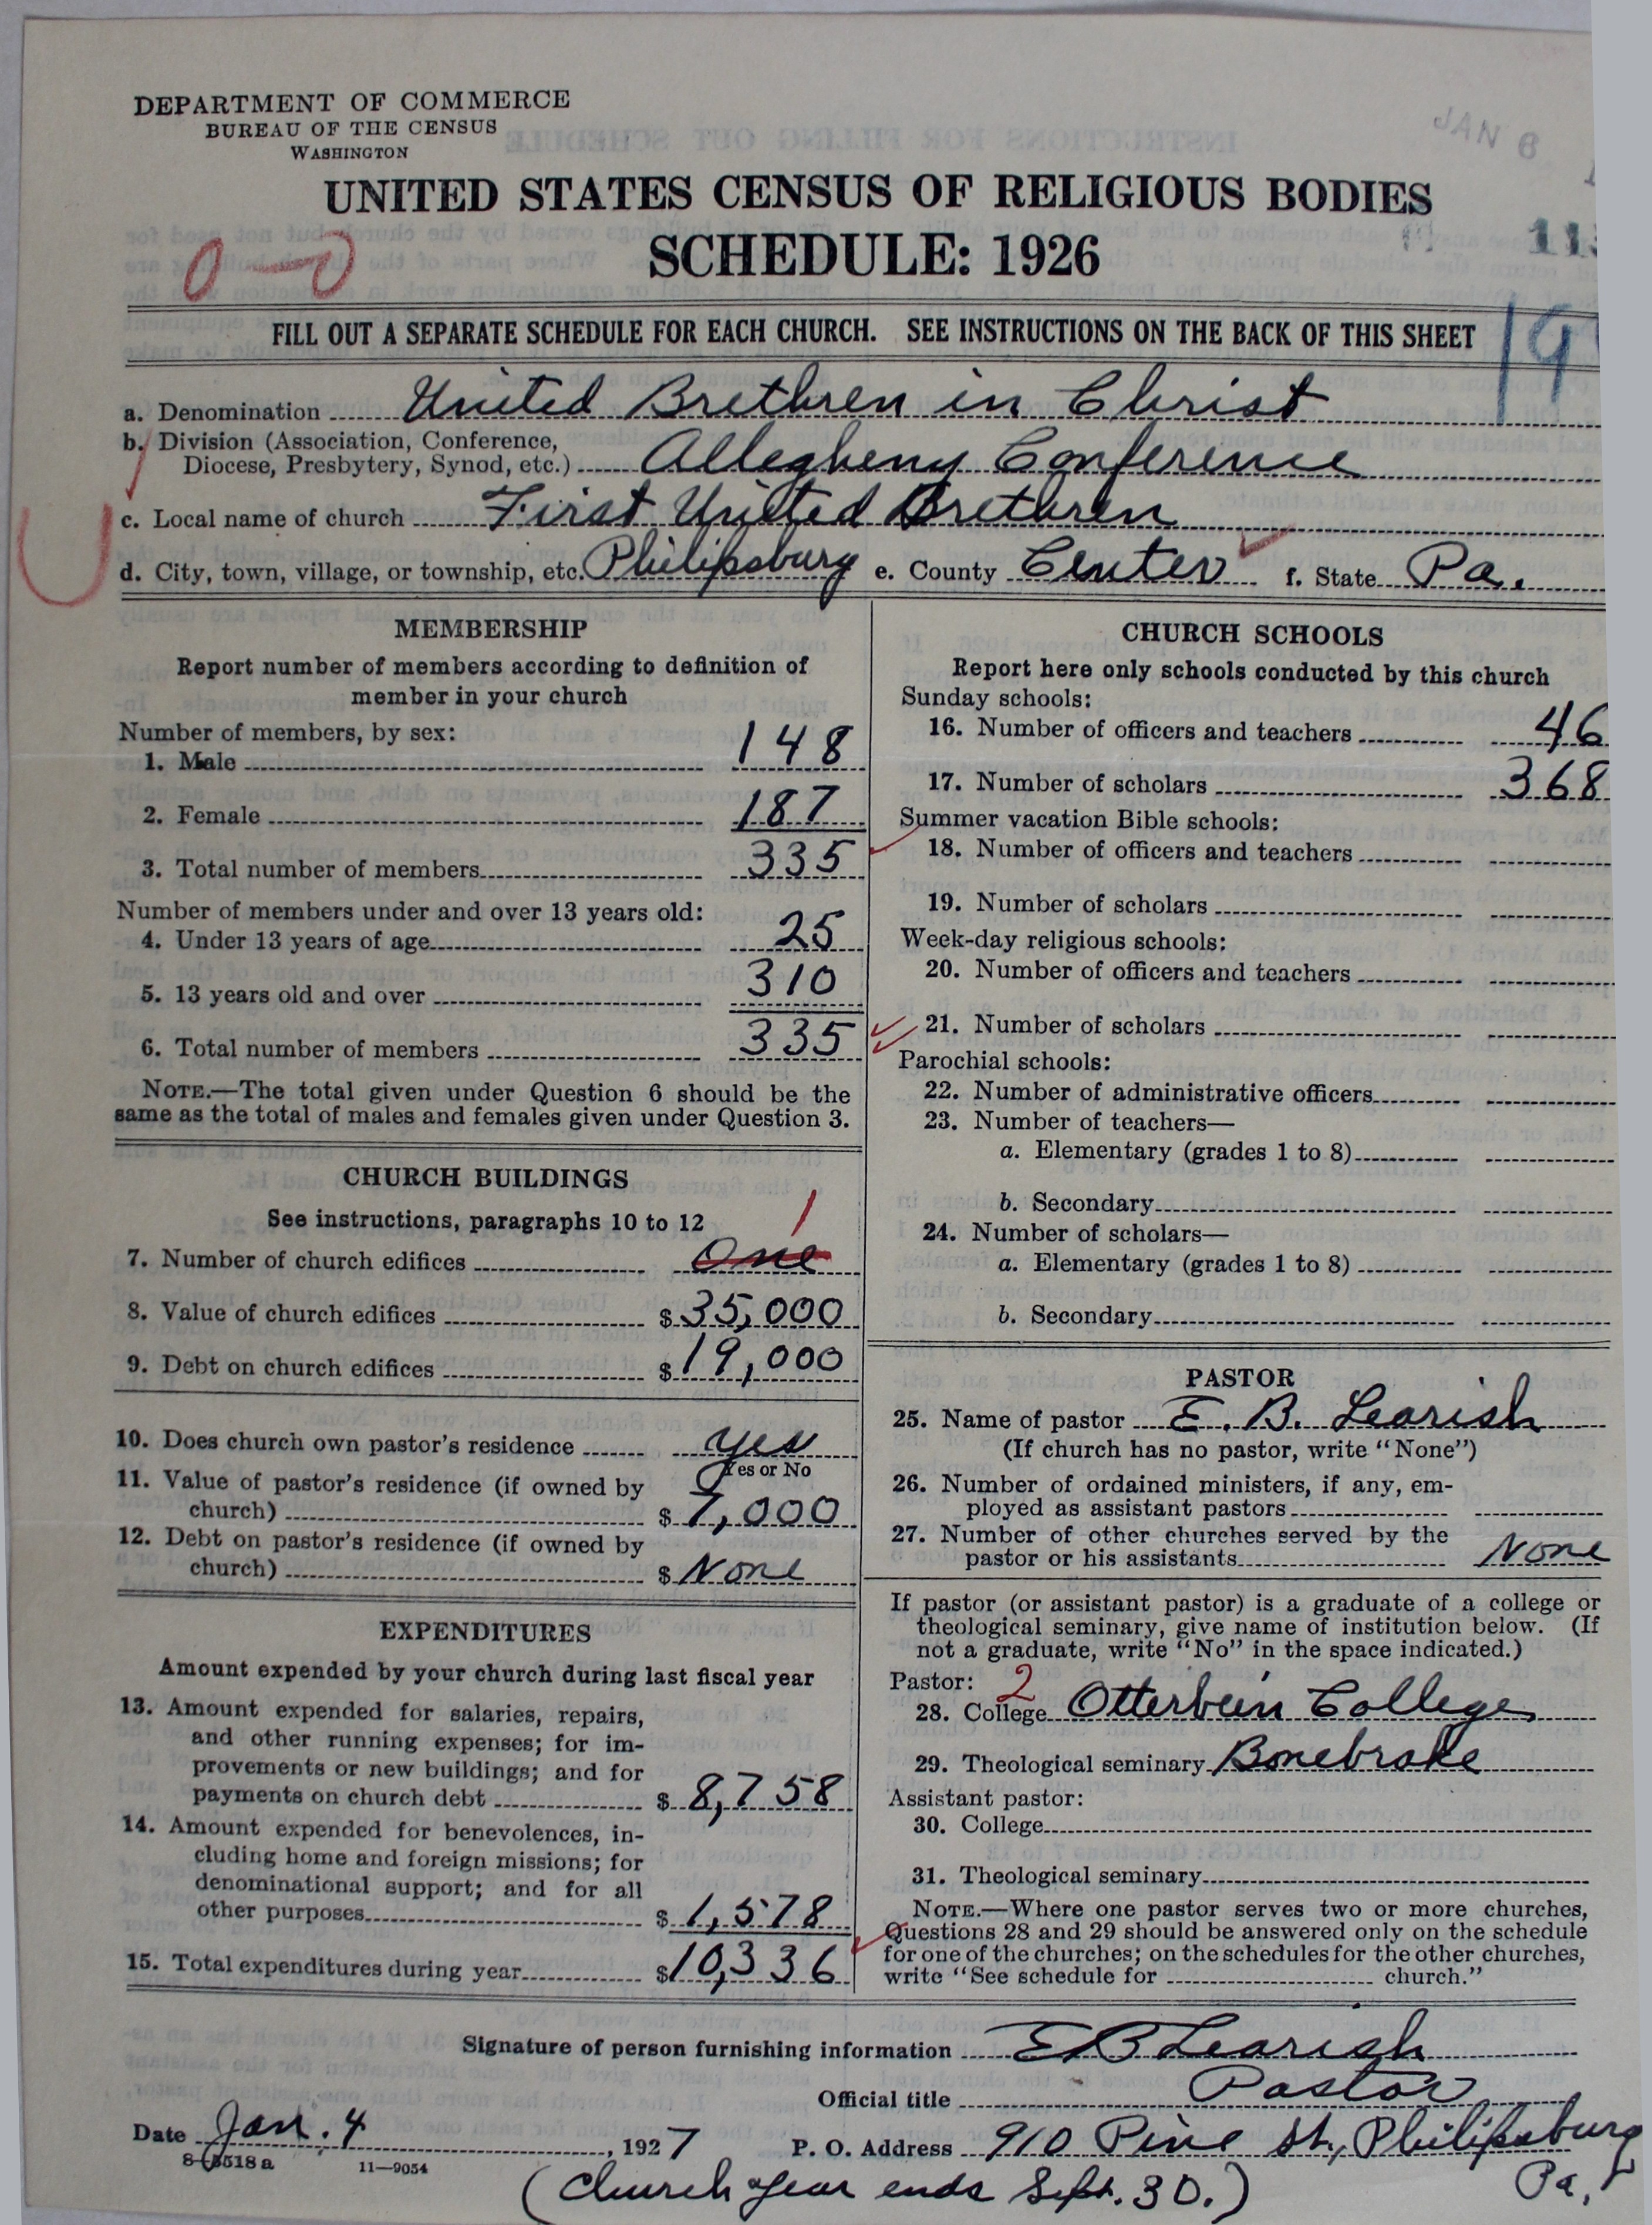 DEPARTMENT OF COMMERCE
BUREAU OF THE CENSUS
WASHINGTON
JAN 6
UNITED STATES CENSUS OF RELIGIOUS BODIES
SCHEDULE: 1926
FILL OUT A SEPARATE SCHEDULE FOR EACH CHURCH. SEE INSTRUCTIONS ON THE BACK OF THIS SHEET
a. Denomination United Brethren in Christ
b. Division (Association, Conference,
Diocese, Presbytery, Synod, etc.) Allegheny Conference
c. Local name of church First United Brethren
d. City, town, village, or township, etc. Philipsburg e. County Center f. State Pa.
MEMBERSHIP
Report number of members according to definition of
member in your church
Number of members, by sex:
1. Male 148
2. Female 187
3. Total number of members 335
Number of members under and over 13 years old:
4. Under 13 years of age 25
5. 13 years old and over 310
6. Total number of members 335
NOTE.—The total given under Question 6 should be the
same as the total of males and females given under Question 3.
CHURCH BUILDINGS
See instructions, paragraphs 10 to 12
1
7. Number of church edifices One
8. Value of church edifices $ 35,000
9. Debt on church edifices $ 19,000
10. Does church own pastor's residence yes
Yes or No
11. Value of pastor's residence (if owned by
church) $ 7,000
12. Debt on pastor's residence (if owned by
church) $ None
EXPENDITURES
Amount expended by your church during last fiscal year
13. Amount expended for salaries, repairs,
and other running expenses; for im-
provements or new buildings; and for
payments on church debt $ 8,758
14. Amount expended for benevolences, in-
cluding home and foreign missions; for
denominational support; and for all
other purposes $ 1,578
15. Total expenditures during year $10,336
CHURCH SCHOOLS
Report here only schools conducted by this church
Sunday schools:
16. Number of officers and teachers 46
17. Number of scholars 368
Summer vacation Bible schools:
18. Number of officers and teachers
19. Number of scholars
Week-day religious schools:
20. Number of officers and teachers
21. Number of scholars
Parochial schools:
22. Number of administrative officers
23. Number of teachers—
a. Elementary (grades 1 to 8)
b. Secondary
24. Number of scholars—
a. Elementary (grades 1 to 8)
b. Secondary
PASTOR
25. Name of pastor E. B. Learish
(If church has no pastor, write "None")
26. Number of ordained ministers, if any, em-
ployed as assistant pastors
27. Number of other churches served by the
pastor or his assistants None
If pastor (or assistant pastor) is a graduate of a college or
theological seminary, give name of institution below. (If
not a graduate, write "No" in the space indicated.)
Pastor: 2
28. College Otterbein College
29. Theological seminary Bonebrake
Assistant pastor:
30. College
31. Theological seminary
NOTE.—Where one pastor serves two or more churches,
Questions 28 and 29 should be answered only on the schedule
for one of the churches; on the schedules for the other churches,
write "See schedule for church."
Signature of person furnishing information E B Learish
Official title Pastor
Date Jan. 4, 1927 P. O. Address 910 Pine St., Philipsburg
Pa.
8-5518a 11—9054
(Church year ends Sept. 30.)